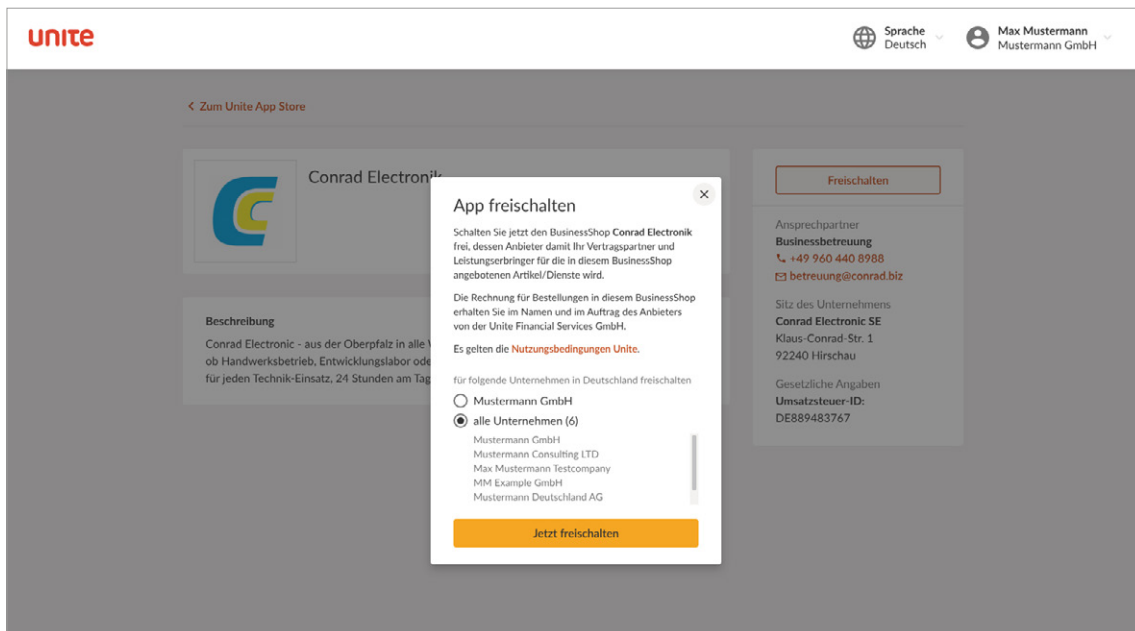 unite
Sprache
Deutsch
Max Mustermann
Mustermann GmbH
Zum Unite App Store
Conrad Electronik
App freischalten
Schalten Sie jetzt den BusinessShop Conrad Electronik
frei, dessen Anbieter damit Ihr Vertragspartner und
Leistungserbringer für die in diesem BusinessShop
angebotenen Artikel/Dienste wird.
Die Rechnung für Bestellungen in diesem BusinessShop
erhalten Sie im Namen und im Auftrag des Anbieters
von der Unite Financial Services GmbH.
Es gelten die Nutzungsbedingungen Unite.
für folgende Unternehmen in Deutschland freischalten
Mustermann GmbH
alle Unternehmen (6)
Mustermann GmbH
Mustermann Consulting LTD
Max Mustermann Testcompany
MM Example GmbH
Mustermann Deutschland AG
Jetzt freischalten
Beschreibung
Conrad Electronic - aus der Oberpfalz in alle
ob Handwerksbetrieb, Entwicklungslabor
für jeden Technik-Einsatz, 24 Stunden am Tag
Freischalten
Ansprechpartner
Businessbetreuung
+49 960 440 8988
betreuung@conrad.biz
Sitz des Unternehmens
Conrad Electronic SE
Klaus-Conrad-Str. 1
92240 Hirschau
Gesetzliche Angaben
Umsatzsteuer-ID:
DE889483767